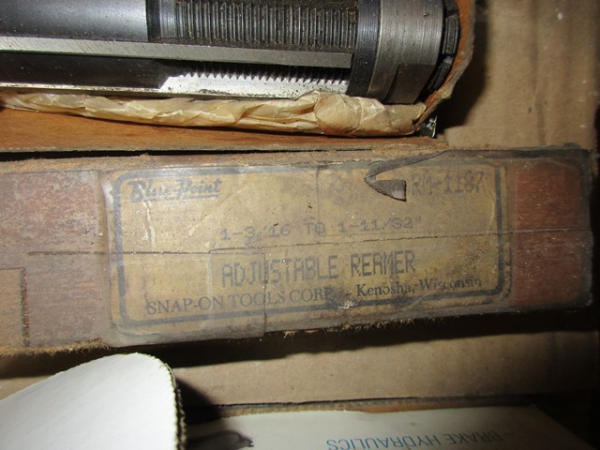 Blue-Point
RM-1187
1-3/16 TO 1-11/32"
ADJUSTABLE REAMER
SNAP-ON TOOLS CORP. Kenosha, Wisconsin
BRAKE HYDRAULICS